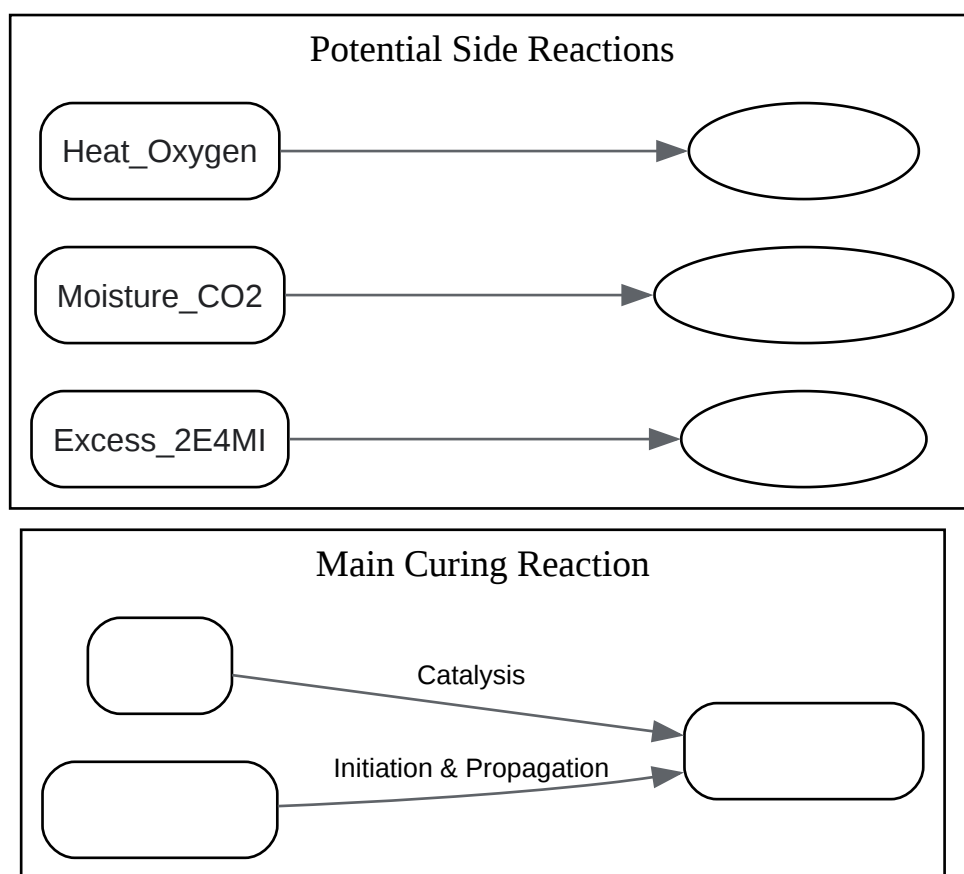 Potential Side Reactions
Heat_Oxygen
Moisture_CO2
Excess_2E4MI
Main Curing Reaction
Catalysis
Initiation & Propagation